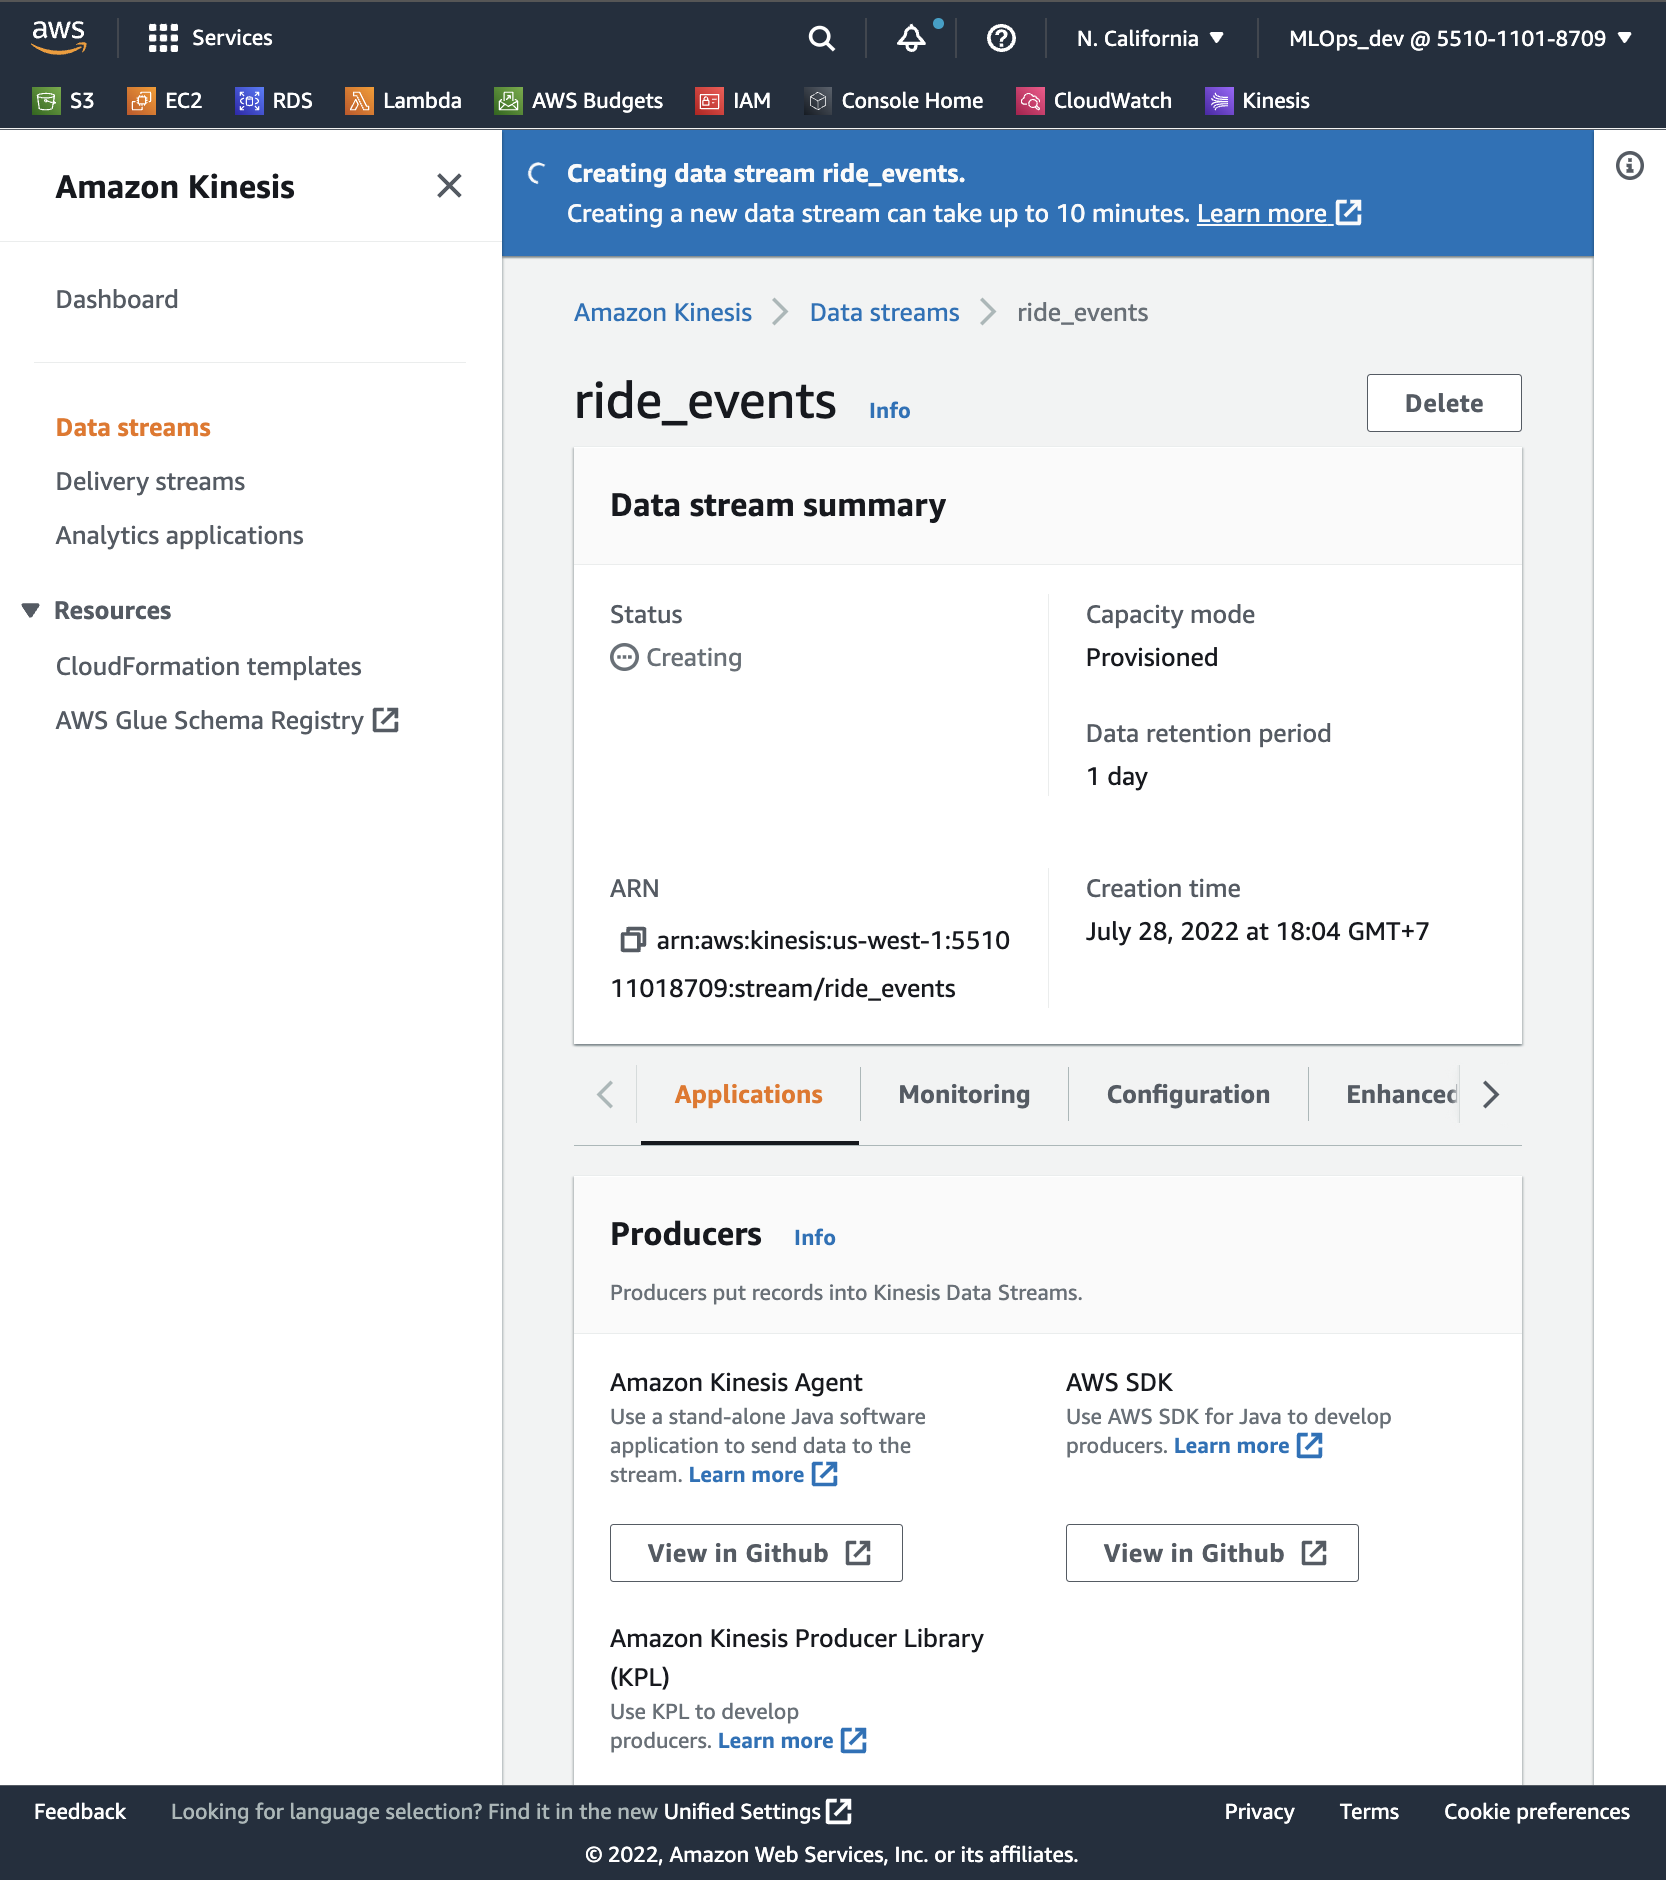 aws
Services
N. California
MLOps_dev @ 5510-1101-8709
S3
EC2
RDS
Lambda
AWS Budgets
IAM
Console Home
CloudWatch
Kinesis
Amazon Kinesis
Dashboard
Data streams
Delivery streams
Analytics applications
Resources
CloudFormation templates
AWS Glue Schema Registry
Creating data stream ride_events.
Creating a new data stream can take up to 10 minutes. Learn more
Amazon Kinesis
Data streams
ride_events
ride_events
Info
Delete
Data stream summary
Status
Creating
Capacity mode
Provisioned
Data retention period
1 day
ARN
arn:aws:kinesis:us-west-1:5510
11018709:stream/ride_events
Creation time
July 28, 2022 at 18:04 GMT+7
Applications
Monitoring
Configuration
Enhanced
Producers
Info
Producers put records into Kinesis Data Streams.
Amazon Kinesis Agent
Use a stand-alone Java software
application to send data to the
stream. Learn more
View in Github
AWS SDK
Use AWS SDK for Java to develop
producers. Learn more
View in Github
Amazon Kinesis Producer Library
(KPL)
Use KPL to develop
producers. Learn more
Feedback
Looking for language selection? Find it in the new Unified Settings
Privacy
Terms
Cookie preferences
© 2022, Amazon Web Services, Inc. or its affiliates.